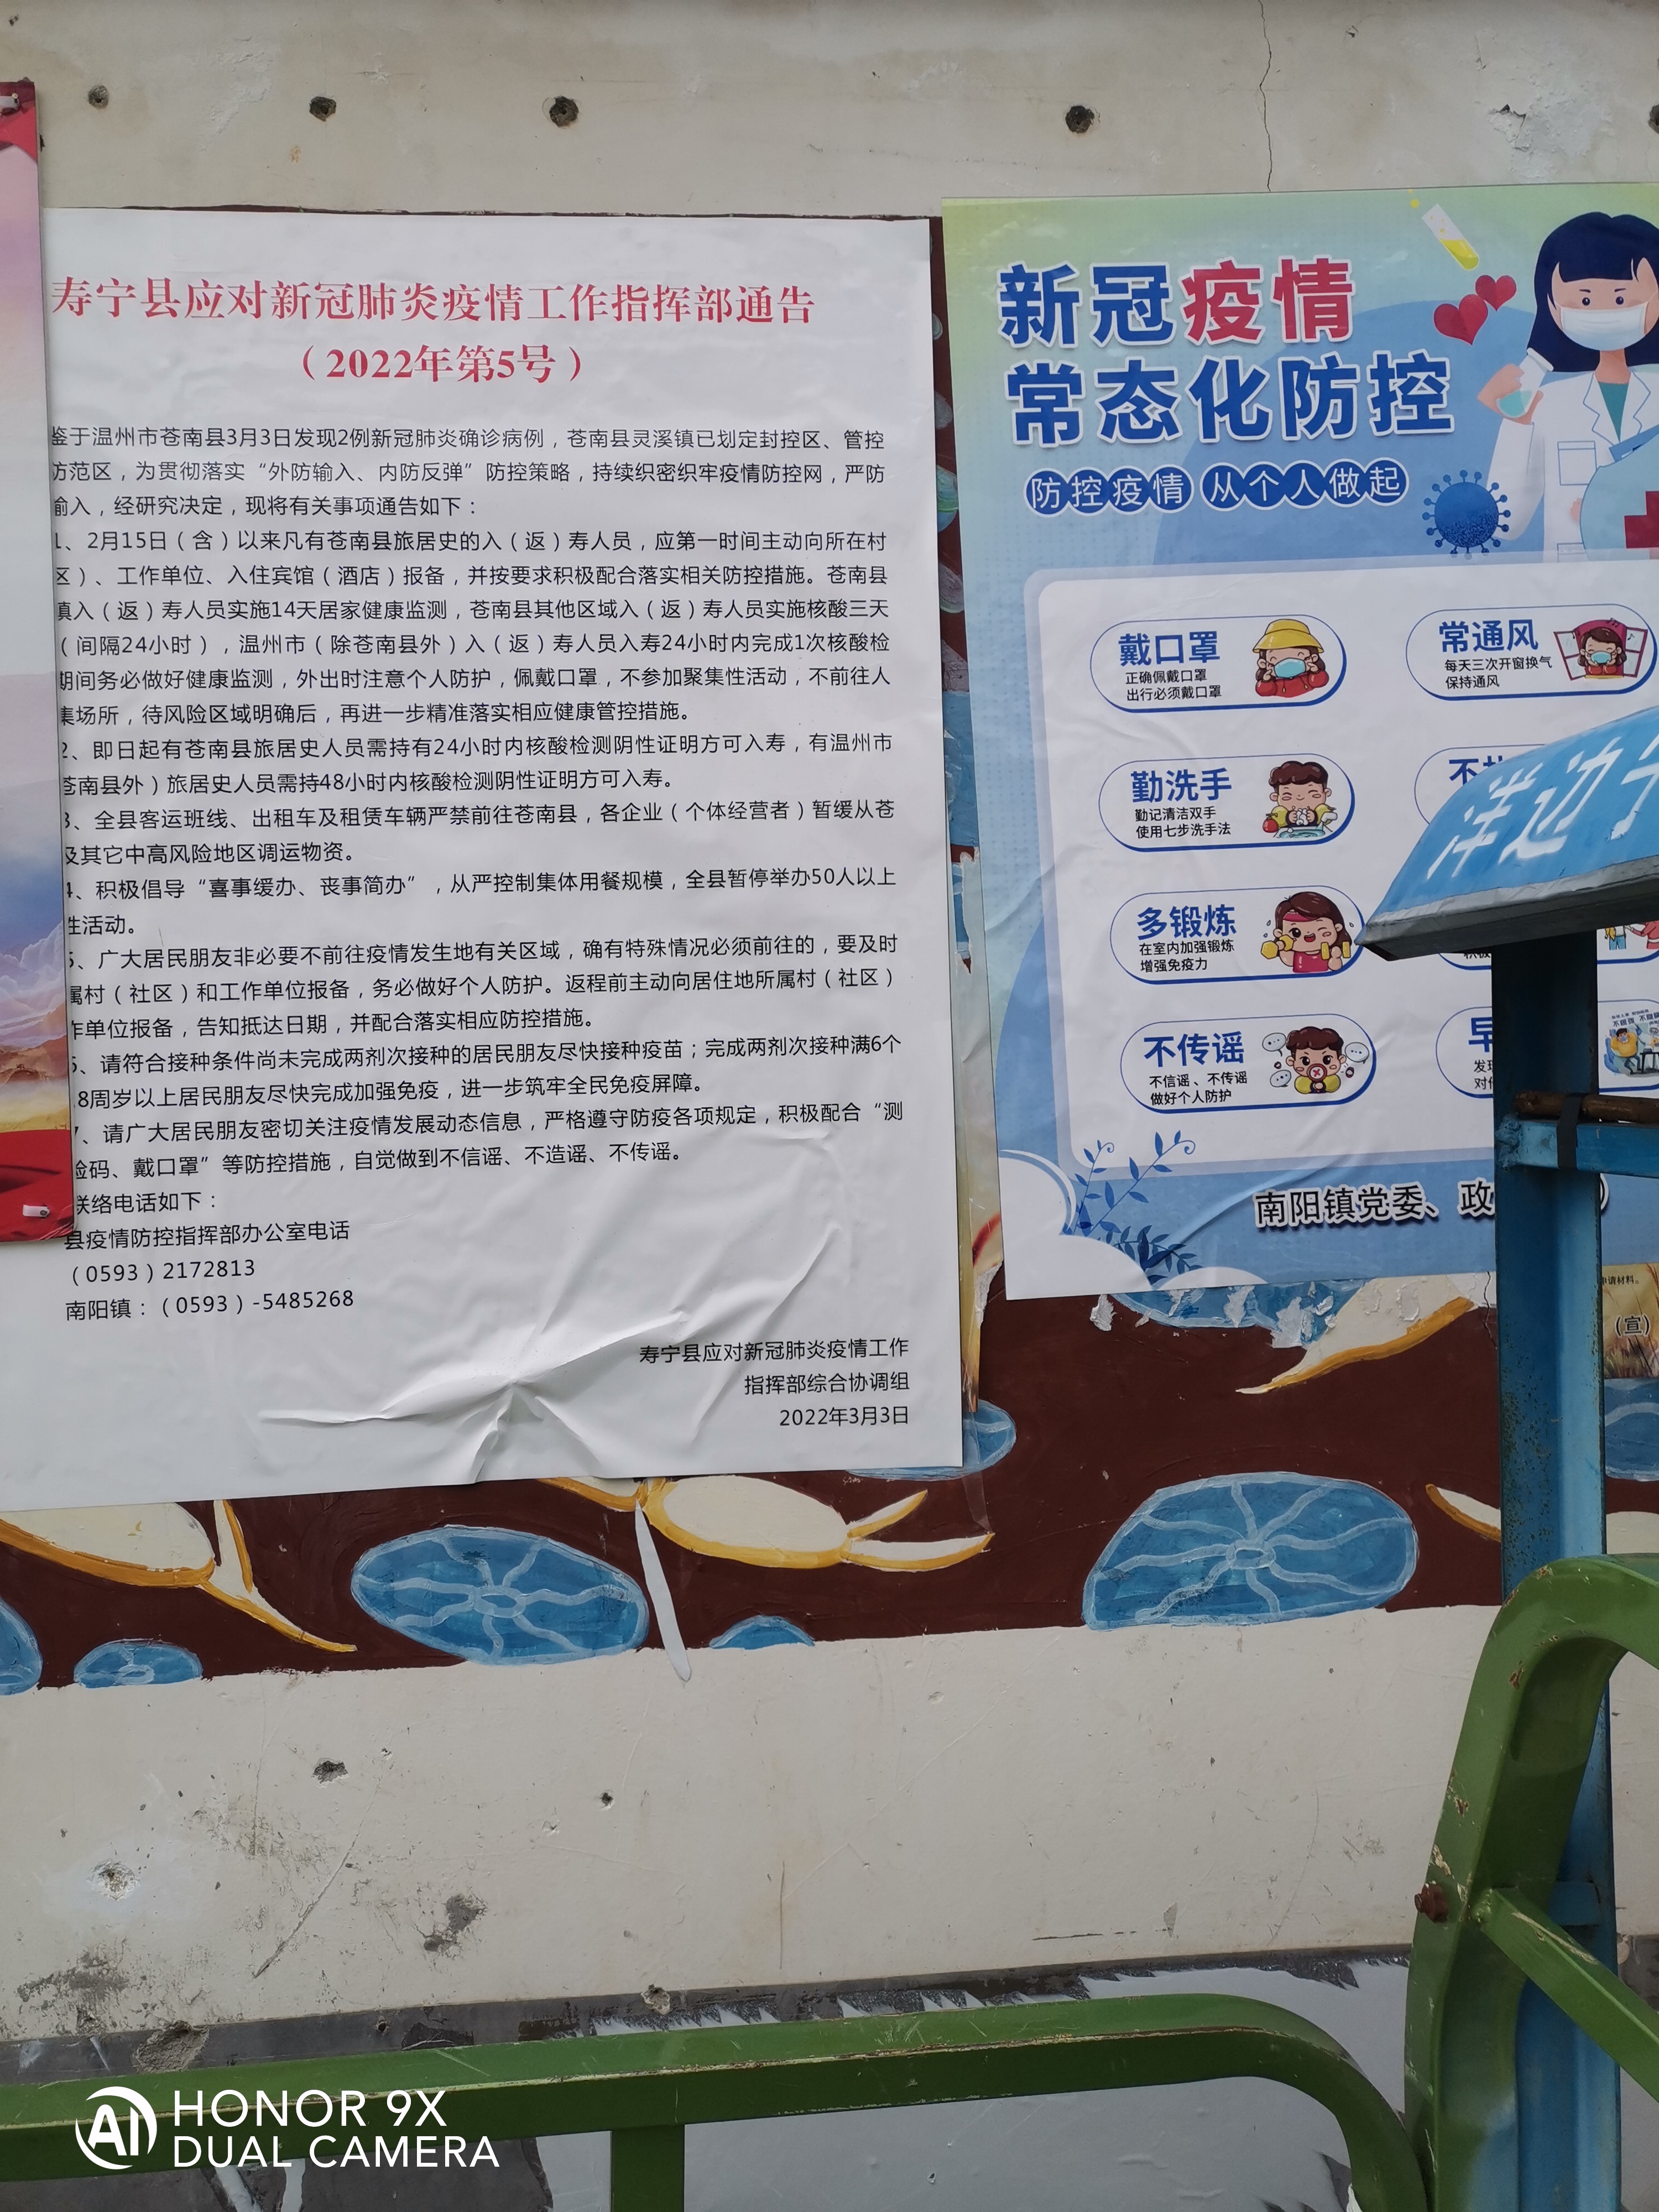 寿宁县应对新冠肺炎疫情工作指挥部通告
（2022年第5号）
鉴于温州市苍南县3月3日发现2例新冠肺炎确诊病例，苍南县灵溪镇已划定封控区、管控
防范区，为贯彻落实“外防输入、内防反弹”防控策略，持续织密织牢疫情防控网，严防
输入，经研究决定，现将有关事项通告如下：
1、2月15日（含）以来凡有苍南县旅居史的入（返）寿人员，应第一时间主动向所在村
区）、工作单位、入住宾馆（酒店）报备，并按要求积极配合落实相关防控措施。苍南县
镇入（返）寿人员实施14天居家健康监测，苍南县其他区域入（返）寿人员实施核酸三天
（间隔24小时），温州市（除苍南县外）入（返）寿人员入寿24小时内完成1次核酸检
期间务必做好健康监测，外出时注意个人防护，佩戴口罩，不参加聚集性活动，不前往人
集场所，待风险区域明确后，再进一步精准落实相应健康管控措施。
2、即日起有苍南县旅居史人员需持有24小时内核酸检测阴性证明方可入寿，有温州市
苍南县外）旅居史人员需持48小时内核酸检测阴性证明方可入寿。
3、全县客运班线、出租车及租赁车辆严禁前往苍南县，各企业（个体经营者）暂缓从苍
及其它中高风险地区调运物资。
4、积极倡导“喜事缓办、丧事简办”，从严控制集体用餐规模，全县暂停举办50人以上
性活动。
5、广大居民朋友非必要不前往疫情发生地有关区域，确有特殊情况必须前往的，要及时
属村（社区）和工作单位报备，务必做好个人防护。返程前主动向居住地所属村（社区）
作单位报备，告知抵达日期，并配合落实相应防控措施。
6、请符合接种条件尚未完成两剂次接种的居民朋友尽快接种疫苗；完成两剂次接种满6个
18周岁以上居民朋友尽快完成加强免疫，进一步筑牢全民免疫屏障。
7、请广大居民朋友密切关注疫情发展动态信息，严格遵守防疫各项规定，积极配合“测
验码、戴口罩”等防控措施，自觉做到不信谣、不造谣、不传谣。
联络电话如下：
县疫情防控指挥部办公室电话
（0593）2172813
南阳镇：（0593）-5485268
寿宁县应对新冠肺炎疫情工作
指挥部综合协调组
2022年3月3日
新冠疫情
常态化防控
防控疫情 从个人做起
戴口罩
正确佩戴口罩
出行必须戴口罩
常通风
每天三次开窗换气
保持通风
勤洗手
勤记清洁双手
使用七步洗手法
不
多锻炼
在室内加强锻炼
增强免疫力
不传谣
不信谣、不传谣
做好个人防护
早
发
对
南阳镇党委、政
洋边
申请材料。
（宣）
HONOR 9X
DUAL CAMERA